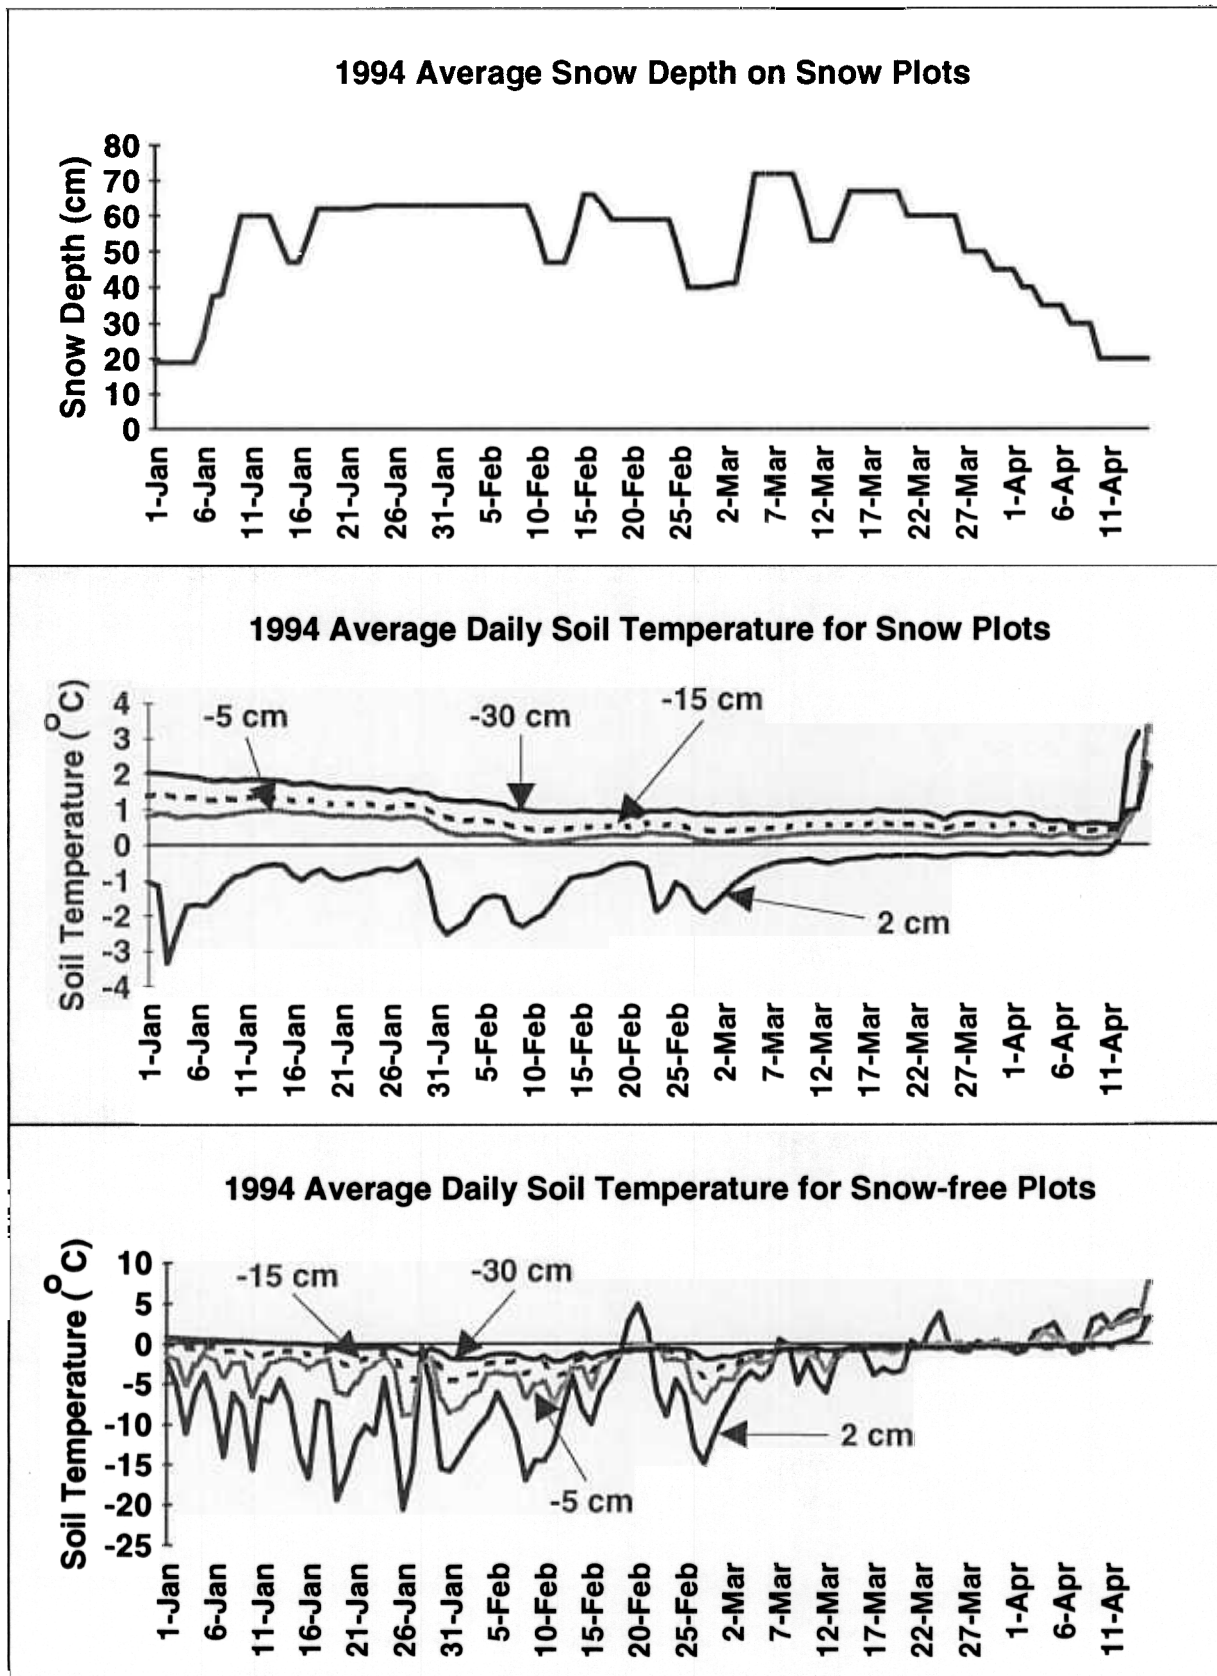 1994 Average Snow Depth on Snow Plots
Snow Depth (cm)
80
70
60
50
40
30
20
10
0
1-Jan 6-Jan 11-Jan 16-Jan 21-Jan 26-Jan 31-Jan 5-Feb 10-Feb 15-Feb 20-Feb 25-Feb 2-Mar 7-Mar 12-Mar 17-Mar 22-Mar 27-Mar 1-Apr 6-Apr 11-Apr
1994 Average Daily Soil Temperature for Snow Plots
Soil Temperature (°C)
4
3
2
1
0
-1
-2
-3
-4
-5 cm
-30 cm
-15 cm
2 cm
1-Jan 6-Jan 11-Jan 16-Jan 21-Jan 26-Jan 31-Jan 5-Feb 10-Feb 15-Feb 20-Feb 25-Feb 2-Mar 7-Mar 12-Mar 17-Mar 22-Mar 27-Mar 1-Apr 6-Apr 11-Apr
1994 Average Daily Soil Temperature for Snow-free Plots
Soil Temperature (°C)
10
5
0
-5
-10
-15
-20
-25
-15 cm
-30 cm
2 cm
-5 cm
1-Jan 6-Jan 11-Jan 16-Jan 21-Jan 26-Jan 31-Jan 5-Feb 10-Feb 15-Feb 20-Feb 25-Feb 2-Mar 7-Mar 12-Mar 17-Mar 22-Mar 27-Mar 1-Apr 6-Apr 11-Apr